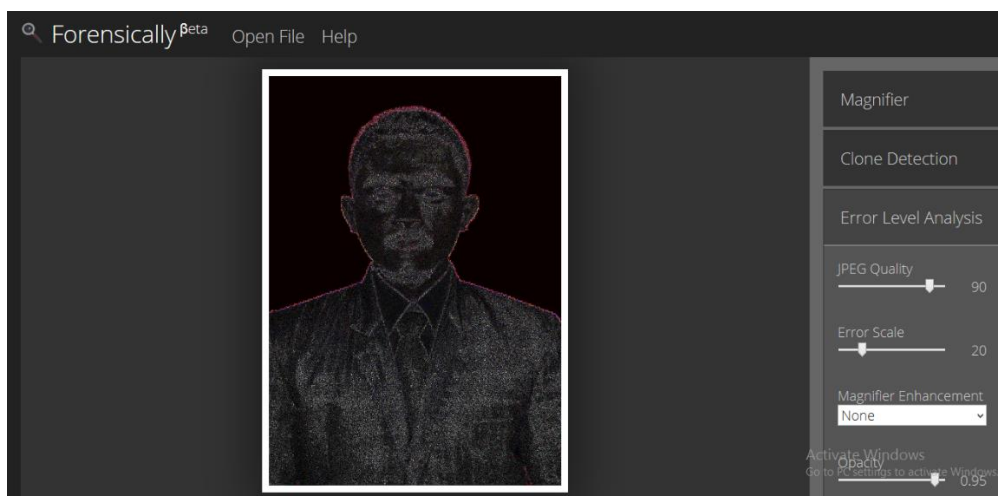 Forensically βeta Open File Help
Magnifier
Clone Detection
Error Level Analysis
JPEG Quality
90
Error Scale
20
Magnifier Enhancement
None
Activate Windows
Opacity
Go to PC settings to activate Windows.
0.95